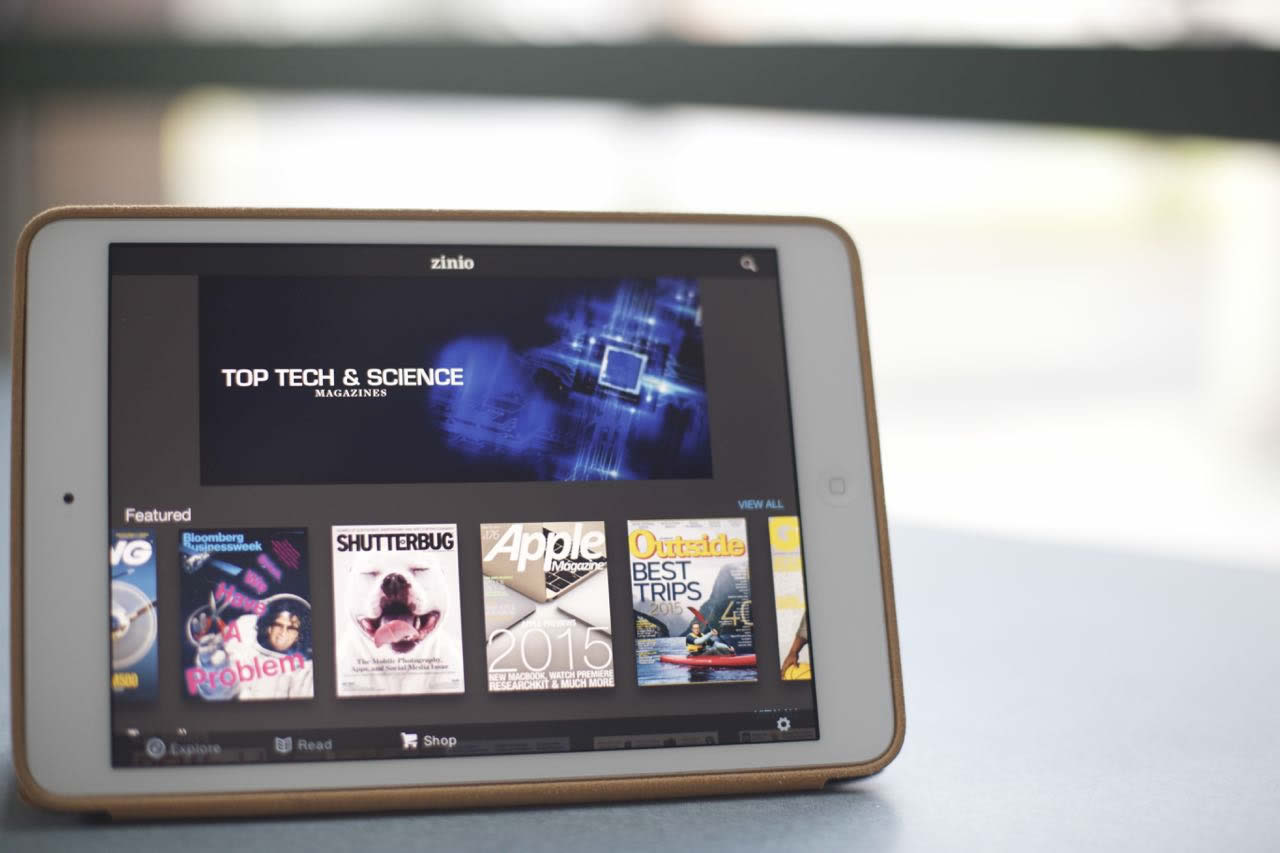 zinio
TOP TECH & SCIENCE
MAGAZINES
Featured
VIEW ALL
NG
Bloomberg
Businessweek
We
Have
A
Problem
SHUTTERBUG
The Mobile Photography,
Apps, and Social Media Issue
Apple
Magazine
APPLE PREVIEWS
2015
NEW MACBOOK, WATCH PREMIERE
RESEARCHKIT & MUCH MORE
Outside
BEST
TRIPS
2015
G
Explore
Read
Shop